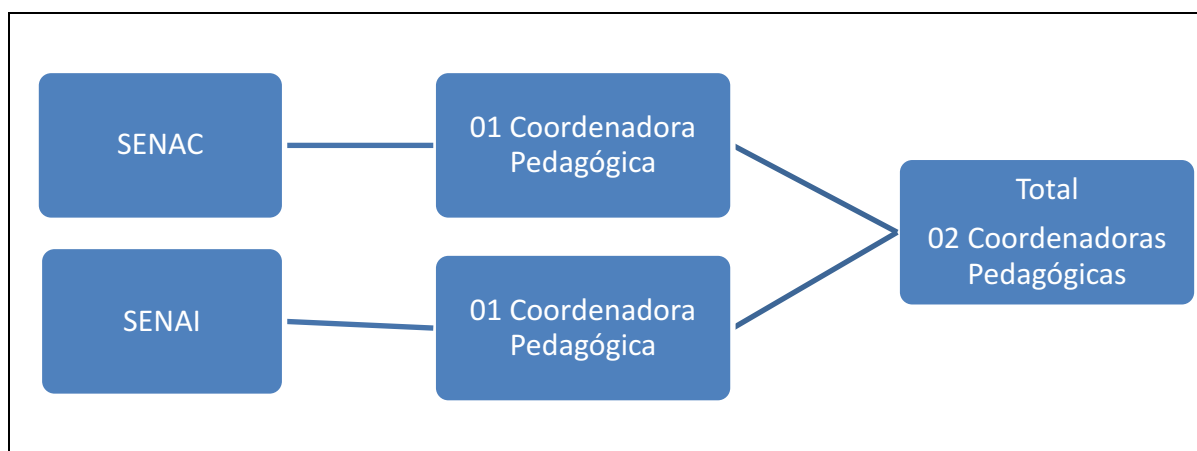 SENAC
01 Coordenadora
Pedagógica
SENAI
01 Coordenadora
Pedagógica
Total
02 Coordenadoras
Pedagógicas